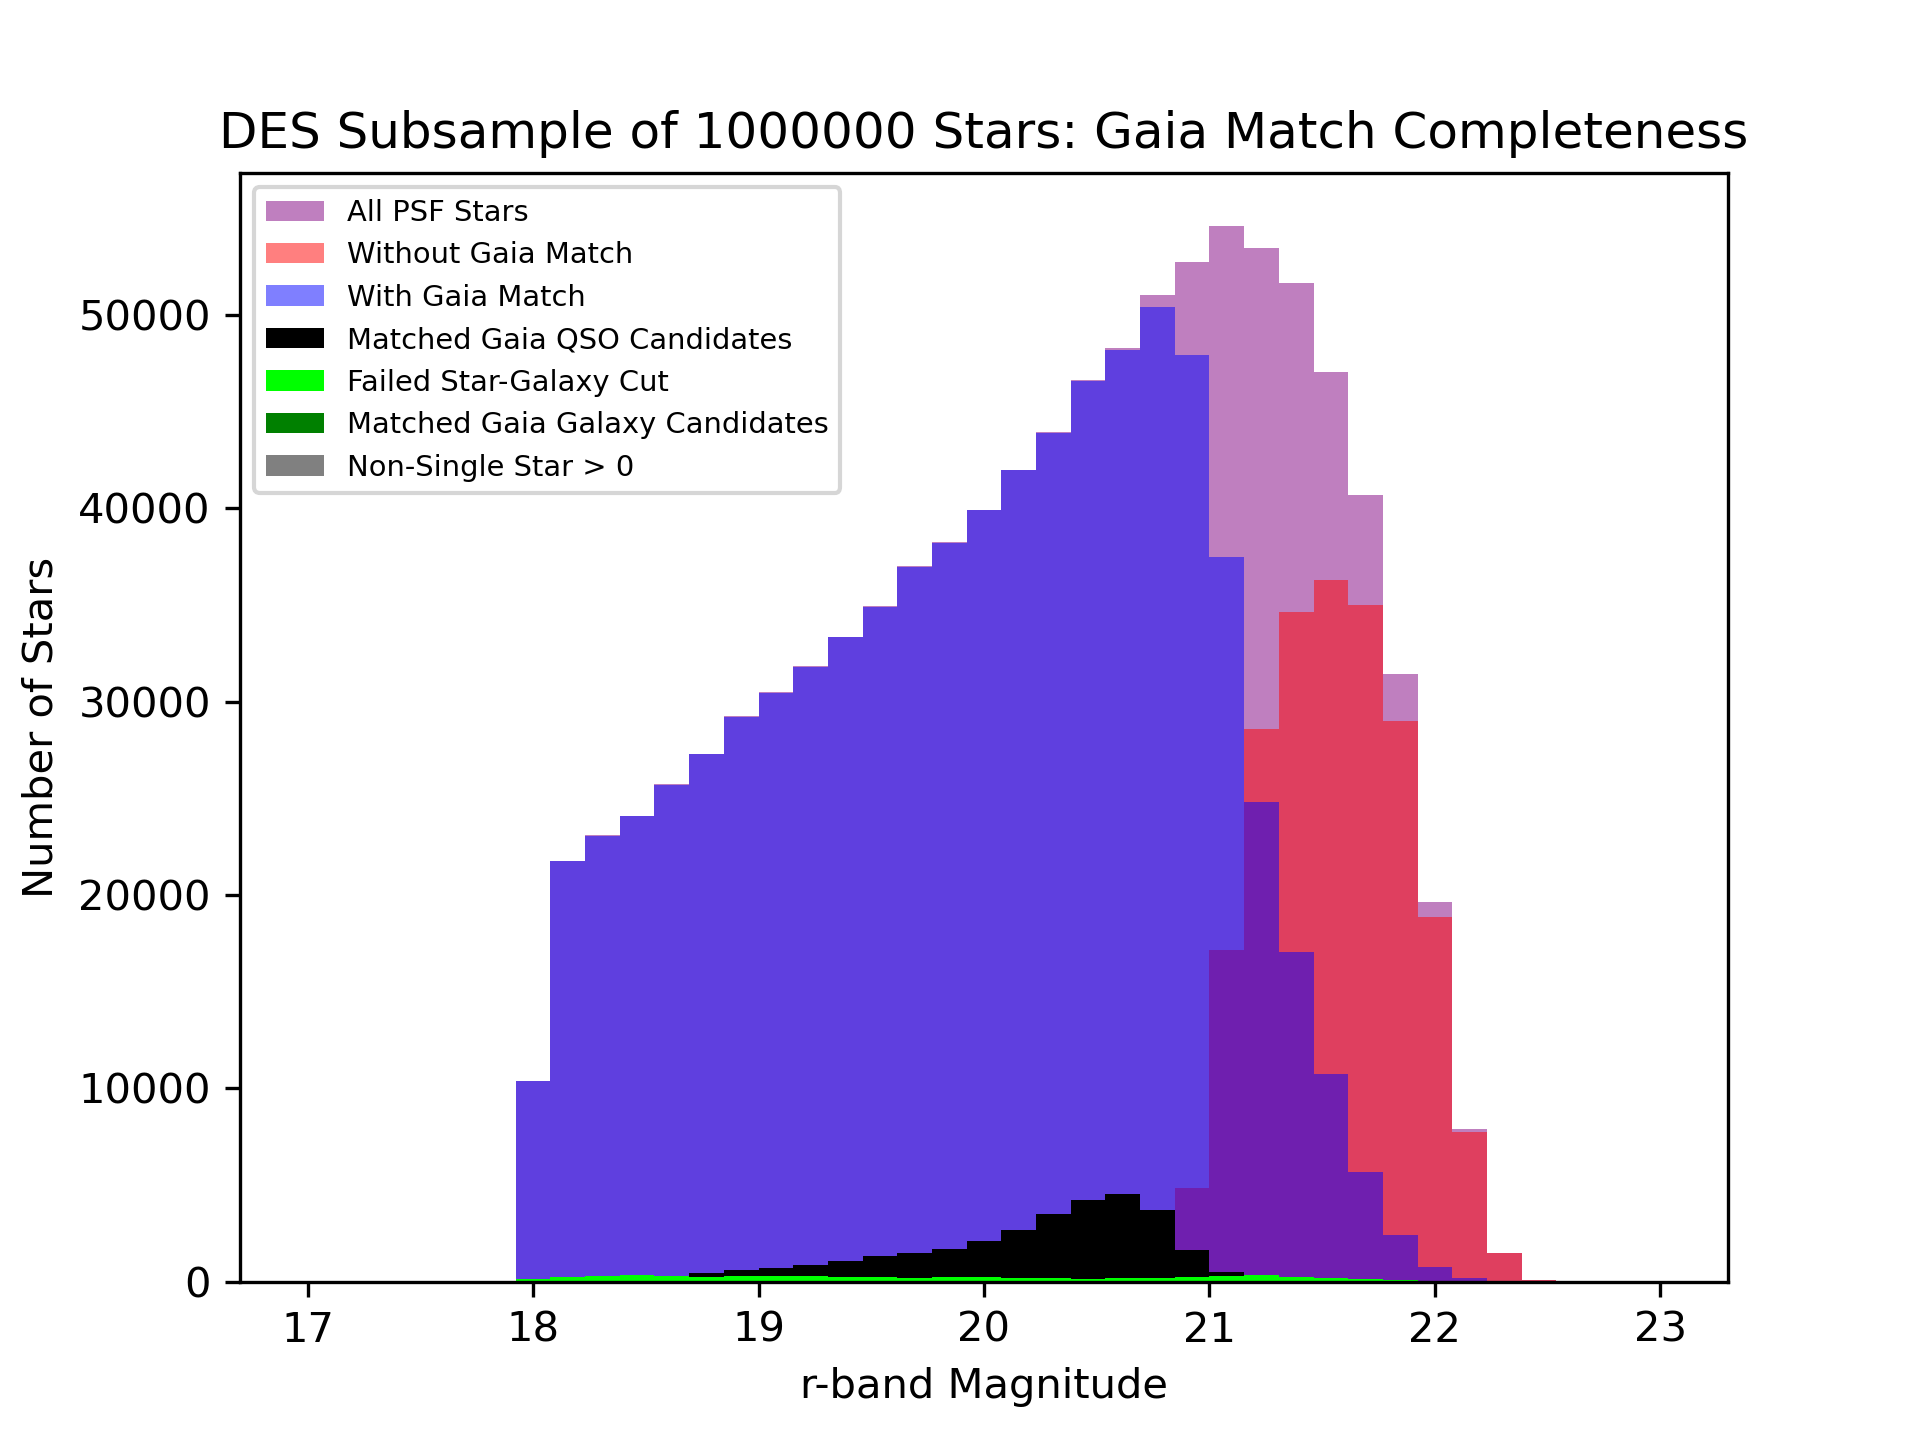 DES Subsample of 1000000 Stars: Gaia Match Completeness
All PSF Stars
Without Gaia Match
With Gaia Match
Matched Gaia QSO Candidates
Failed Star-Galaxy Cut
Matched Gaia Galaxy Candidates
Non-Single Star > 0
Number of Stars
50000
40000
30000
20000
10000
0
17 18 19 20 21 22 23
r-band Magnitude